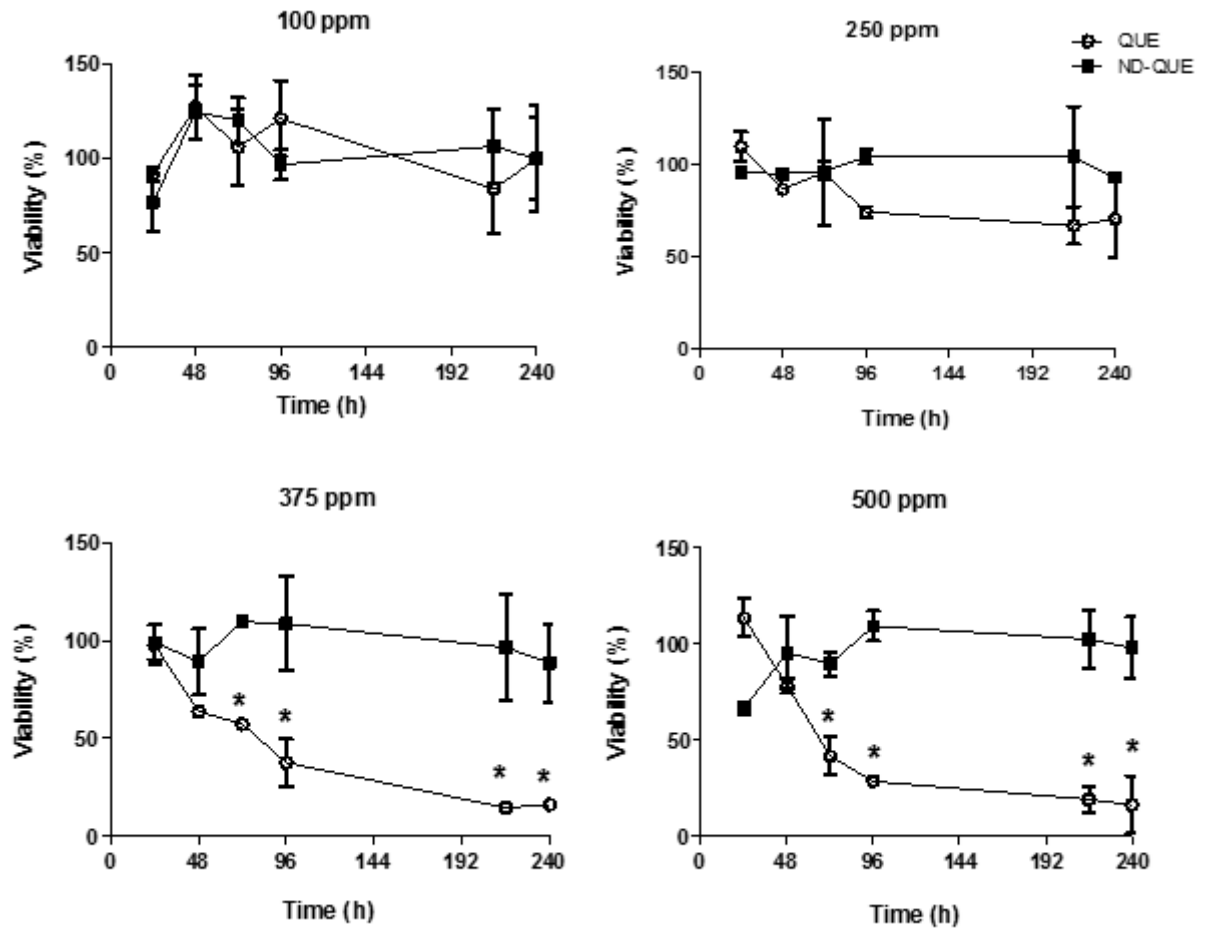 100 ppm
150
100
50
0
Viability (%)
0 48 96 144 192 240
Time (h)
250 ppm
QUE
ND-QUE
150
100
50
0
Viability (%)
0 48 96 144 192 240
Time (h)
375 ppm
150
100
50
0
Viability (%)
* * * *
0 48 96 144 192 240
Time (h)
500 ppm
150
100
50
0
Viability (%)
* * * *
0 48 96 144 192 240
Time (h)